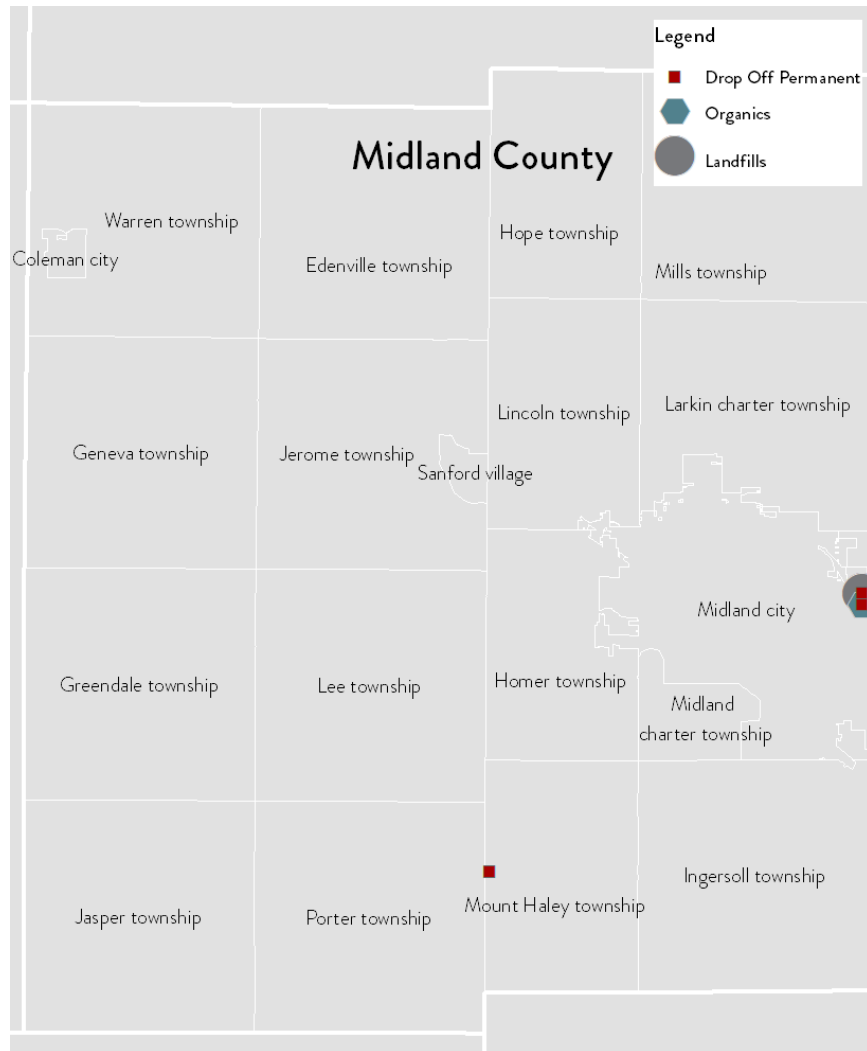 Legend
Drop Off Permanent
Organics
Landfills
Midland County
Warren township
Hope township
Coleman city
Edenville township
Mills township
Lincoln township
Larkin charter township
Geneva township
Jerome township
Sanford village
Midland city
Greendale township
Lee township
Homer township
Midland
charter township
Jasper township
Porter township
Mount Haley township
Ingersoll township